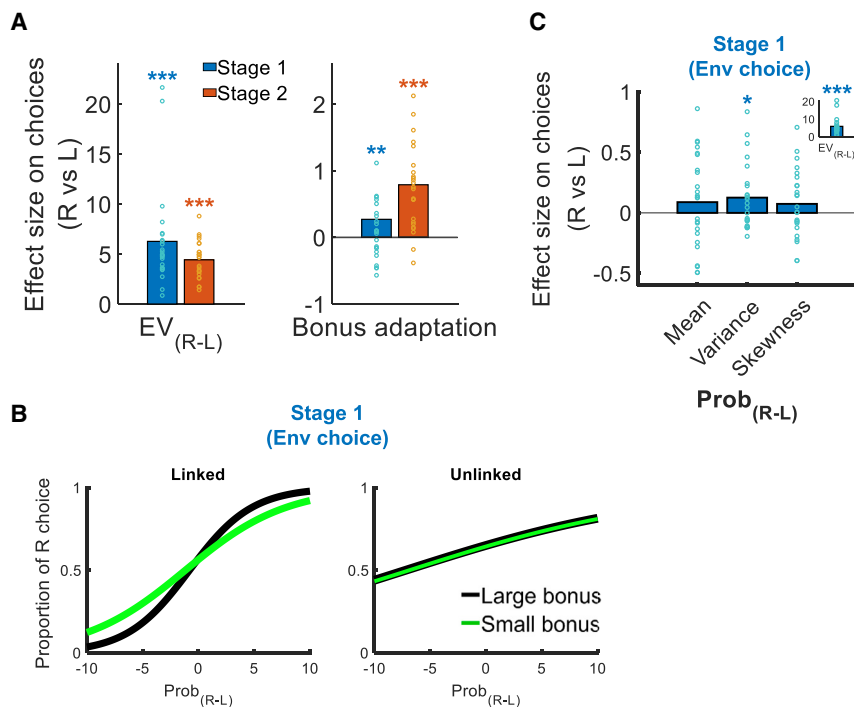 A
Effect size on choices
(R vs L)
20
15
10
5
0
***
***
EV(R-L)
Stage 1
Stage 2
2
1
0
-1
**
***
Bonus adaptation
B
Stage 1
(Env choice)
Linked
Proportion of R choice
1
0.5
0
-10 -5 0 5 10
Prob(R-L)
Unlinked
1
0.5
0
Large bonus
Small bonus
-10 -5 0 5 10
Prob(R-L)
C
Stage 1
(Env choice)
Effect size on choices
(R vs L)
1
0.5
0
-0.5
*
***
20
10
0
EV(R-L)
Mean
Variance
Skewness
Prob(R-L)